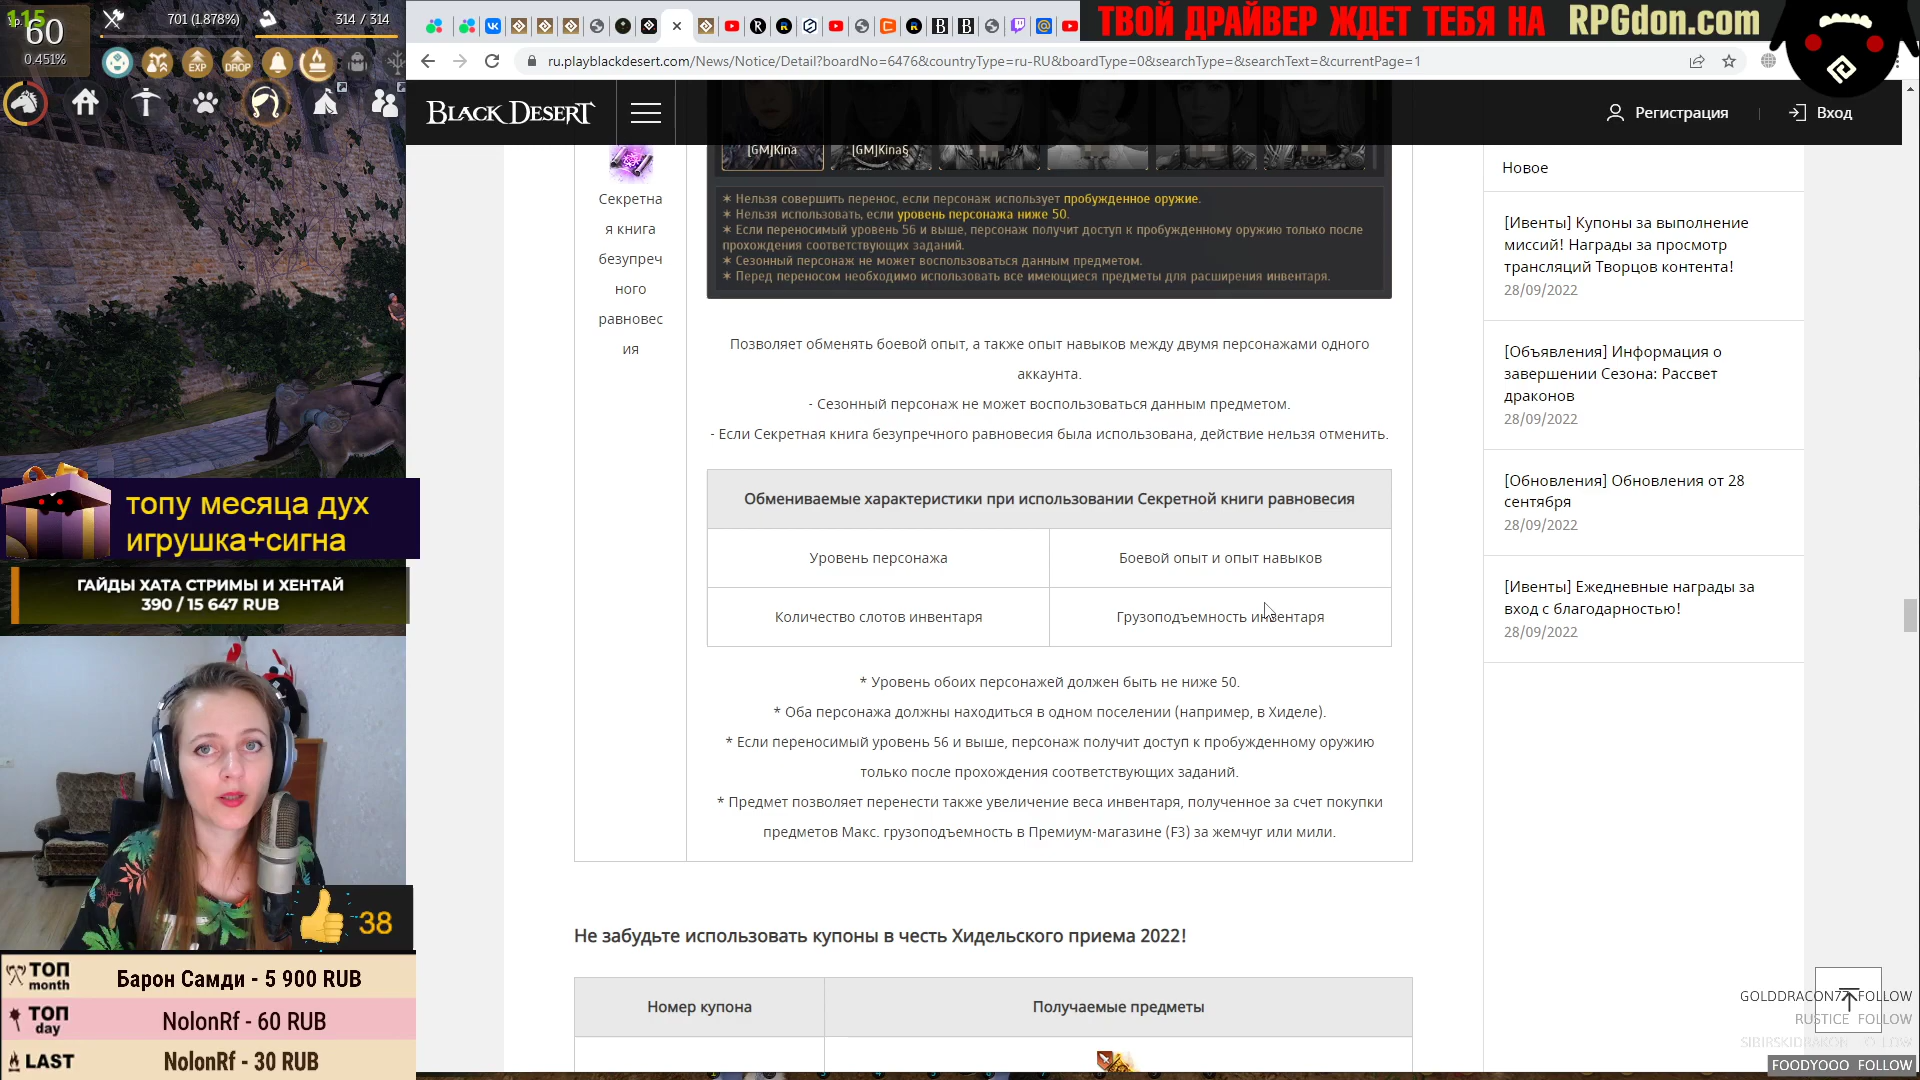 115
60
0.451%
701 (1.878%)
314 / 314
EXP
DROP
ТВОЙ ДРАЙВЕР ЖДЕТ ТЕБЯ НА RPGdon.com
ru.playblackdesert.com/News/Notice/Detail?boardNo=6476&countryType=ru-RU&boardType=0&searchType=&searchText=&currentPage=1
BLACK DESERT
Регистрация
Вход
[GM]Kina
[GM]Kina§
Секретна
я книга
безупреч
ного
равновес
ия
✶ Нельзя совершить перенос, если персонаж использует пробужденное оружие.
✶ Нельзя использовать, если уровень персонажа ниже 50.
✶ Если переносимый уровень 56 и выше, персонаж получит доступ к пробужденному оружию только после
прохождения соответствующих заданий.
✶ Сезонный персонаж не может воспользоваться данным предметом.
✶ Перед переносом необходимо использовать все имеющиеся предметы для расширения инвентаря.
Позволяет обменять боевой опыт, а также опыт навыков между двумя персонажами одного
аккаунта.
- Сезонный персонаж не может воспользоваться данным предметом.
- Если Секретная книга безупречного равновесия была использована, действие нельзя отменить.
Обмениваемые характеристики при использовании Секретной книги равновесия
Уровень персонажа
Боевой опыт и опыт навыков
Количество слотов инвентаря
Грузоподъемность инвентаря
* Уровень обоих персонажей должен быть не ниже 50.
* Оба персонажа должны находиться в одном поселении (например, в Хиделе).
* Если переносимый уровень 56 и выше, персонаж получит доступ к пробужденному оружию
только после прохождения соответствующих заданий.
* Предмет позволяет перенести также увеличение веса инвентаря, полученное за счет покупки
предметов Макс. грузоподъемность в Премиум-магазине (F3) за жемчуг или мили.
Не забудьте использовать купоны в честь Хидельского приема 2022!
Номер купона
Получаемые предметы
Новое
[Ивенты] Купоны за выполнение
миссий! Награды за просмотр
трансляций Творцов контента!
28/09/2022
[Объявления] Информация о
завершении Сезона: Рассвет
драконов
28/09/2022
[Обновления] Обновления от 28
сентября
28/09/2022
[Ивенты] Ежедневные награды за
вход с благодарностью!
28/09/2022
топу месяца дух
игрушка+сигна
ГАЙДЫ ХАТА СТРИМЫ И ХЕНТАЙ
390 / 15 647 RUB
38
ТОП month
Барон Самди - 5 900 RUB
ТОП day
NolonRf - 60 RUB
LAST
NolonRf - 30 RUB
GOLDDRACON77 FOLLOW
RUSTICE FOLLOW
FOODYOOO FOLLOW